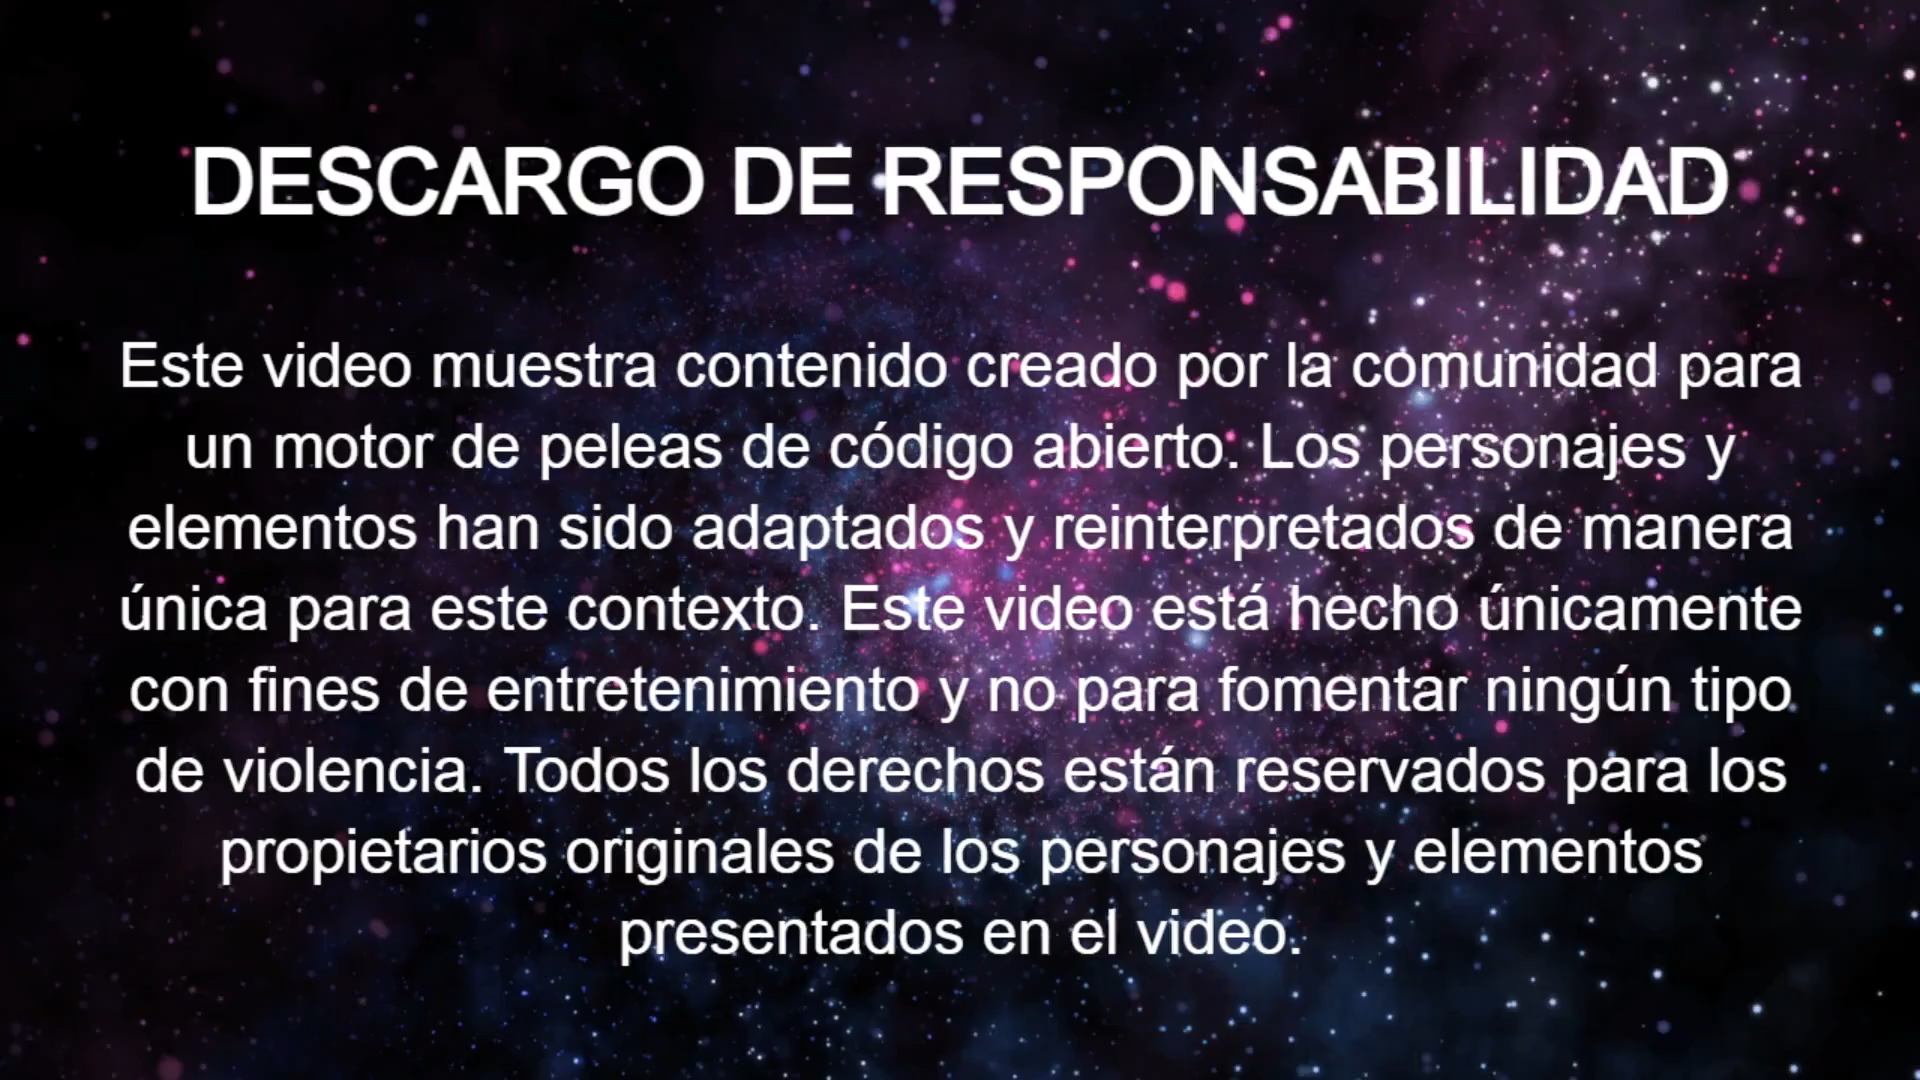 DESCARGO DE RESPONSABILIDAD
Este video muestra contenido creado por la comunidad para
un motor de peleas de código abierto. Los personajes y
elementos han sido adaptados y reinterpretados de manera
única para este contexto. Este video está hecho únicamente
con fines de entretenimiento y no para fomentar ningún tipo
de violencia. Todos los derechos están reservados para los
propietarios originales de los personajes y elementos
presentados en el video.